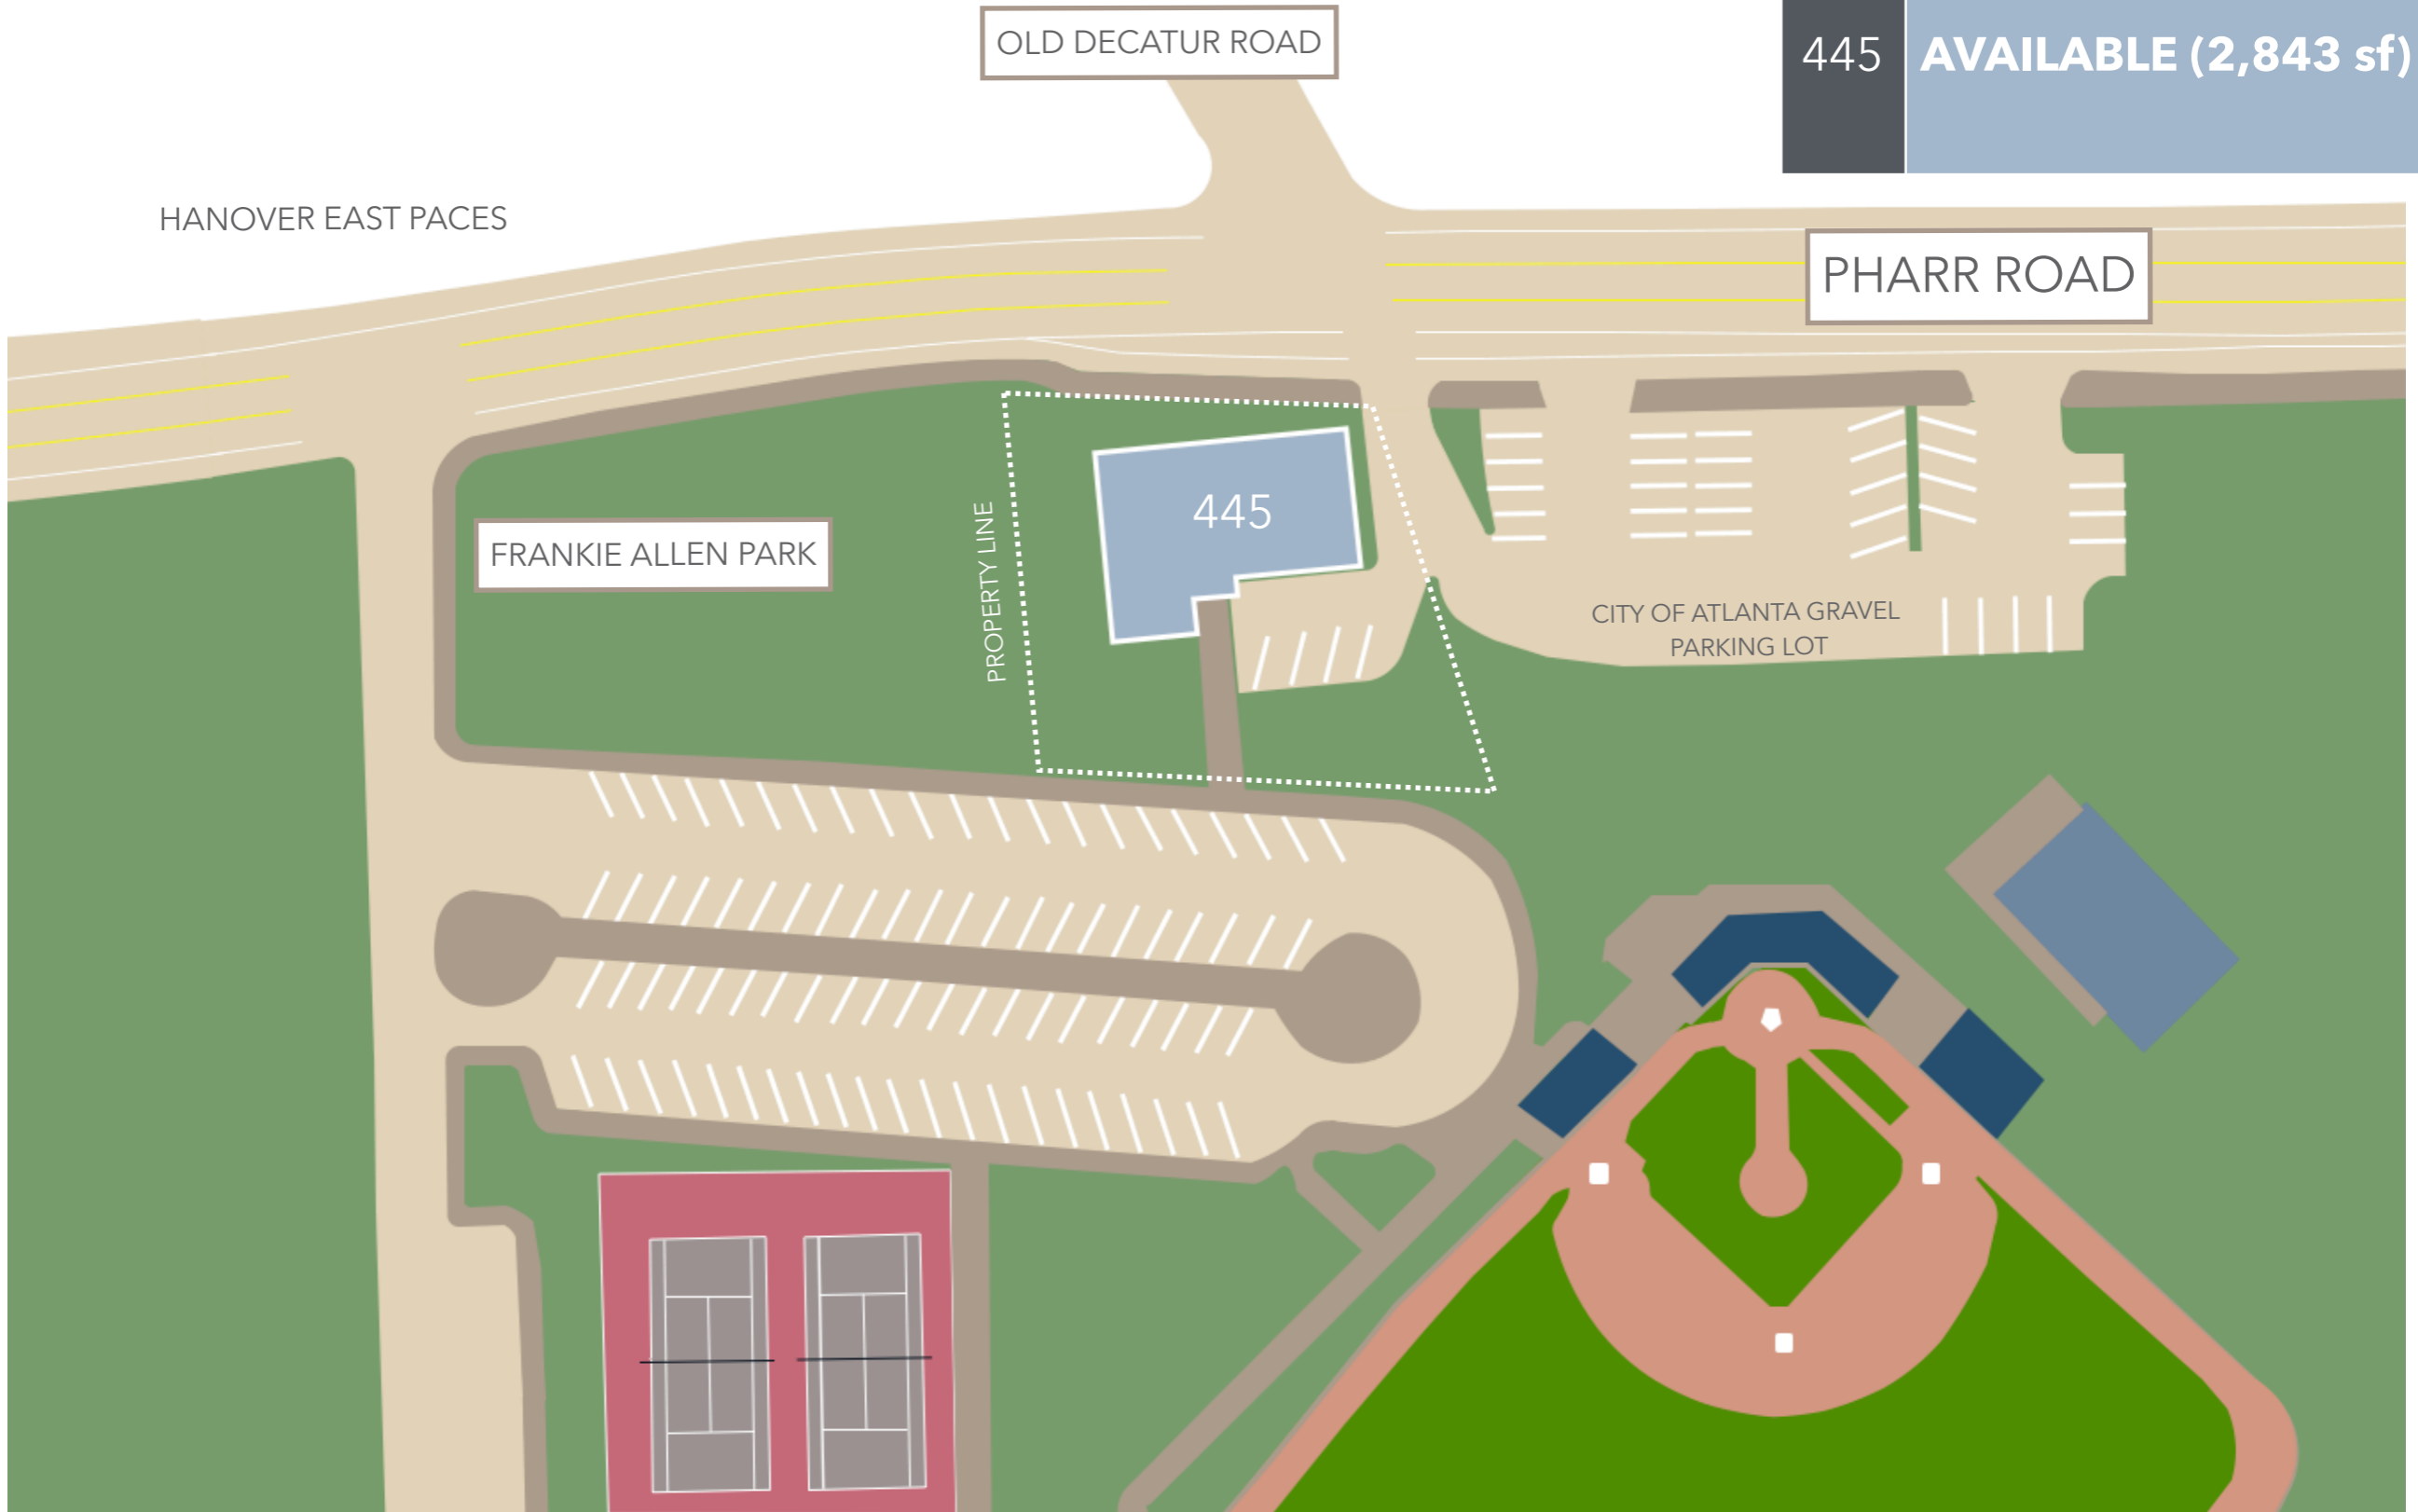 OLD DECATUR ROAD
445 AVAILABLE (2,843 sf)
HANOVER EAST PACES
PHARR ROAD
445
FRANKIE ALLEN PARK
PROPERTY LINE
CITY OF ATLANTA GRAVEL
PARKING LOT